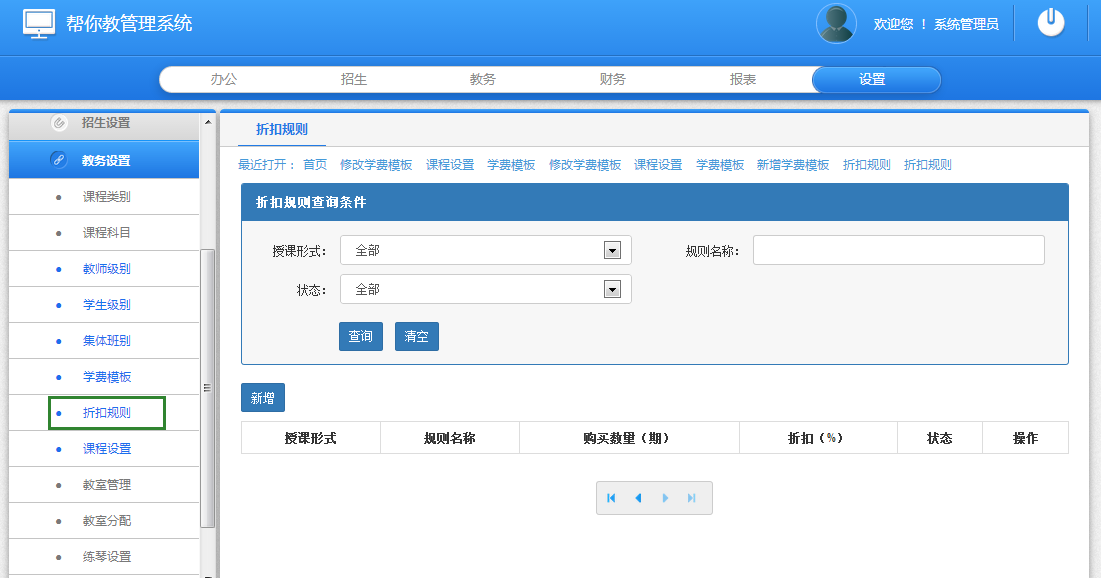 帮你教管理系统
欢迎您 ！ 系统管理员
办公 招生 教务 财务 报表 设置
招生设置
教务设置
课程类别
课程科目
教师级别
学生级别
集体班别
学费模板
折扣规则
课程设置
教室管理
教室分配
练琴设置
折扣规则
最近打开： 首页 修改学费模板 课程设置 学费模板 修改学费模板 课程设置 学费模板 新增学费模板 折扣规则 折扣规则
折扣规则查询条件
授课形式： 全部 规则名称：
状态： 全部
查询 清空
新增
授课形式 规则名称 购买数量（期） 折扣（%） 状态 操作